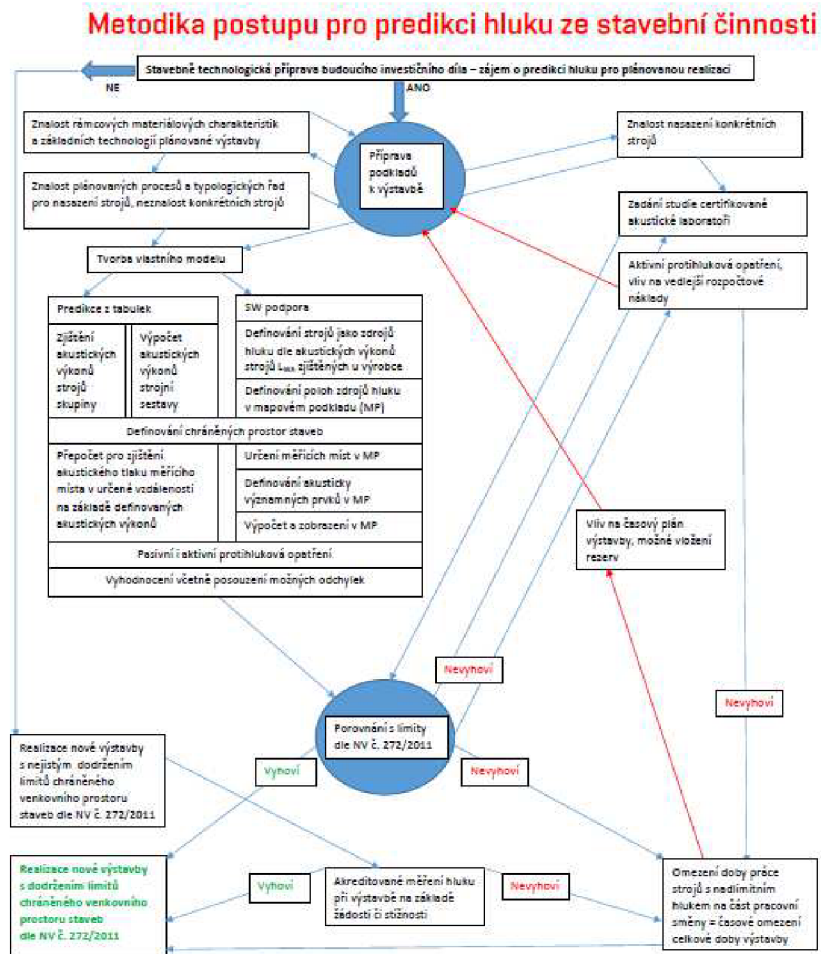 Metodika postupu pro predikci hluku ze stavební činnosti
Stavebně technologická příprava budoucího investičního díla – zájem o predikci hluku pro plánovanou realizaci
NE
ANO
Znalost rámcových materiálových charakteristik
a základních technologií plánované výstavby
Příprava
podkladů
k výstavbě
Znalost nasazení konkrétních
strojů
Znalost plánovaných procesů a typologických řad
pro nasazení strojů, neznalost konkrétních strojů
Zadání studie certifikované
akustické laboratoři
Tvorba vlastního modelu
Aktivní protihluková opatření,
vliv na vedlejší rozpočtové
náklady
Predikce z tabulek
Zjištění
akustických
výkonů
strojů
skupiny
Výpočet
akustických
výkonů
strojní
sestavy
SW podpora
Definování strojů jako zdrojů
hluku dle akustických výkonů
strojů zjištěných u výrobce
Definování poloh zdrojů hluku
v mapovém podkladu (MP)
Definování chráněných prostor staveb
Přepočet pro zjištění
akustického tlaku měřícího
místa v určené vzdálenosti
na základě definovaných
akustických výkonů
Určení měřících míst v MP
Definování akusticky
významných prvků v MP
Výpočet a zobrazení v MP
Pasivní i aktivní protihluková opatření
Vyhodnocení včetně posouzení možných odchylek
Vliv na časový plán
výstavby, možné vložení
rezerv
Nevyhoví
Nevyhoví
Porovnání s limity
dle NV č. 272/2011
Vyhoví
Nevyhoví
Realizace nové výstavby
s nejistým dodržením
limitů chráněného
venkovního prostoru
staveb dle NV č. 272/2011
Realizace nové výstavby
s dodržením limitů
chráněného venkovního
prostoru staveb
dle NV č. 272/2011
Vyhoví
Akreditované měření hluku
při výstavbě na základě
žádosti či stížnosti
Nevyhoví
Omezení doby práce
strojů s nadlimitním
hlukem na část pracovní
směny = časové omezení
celkové doby výstavby